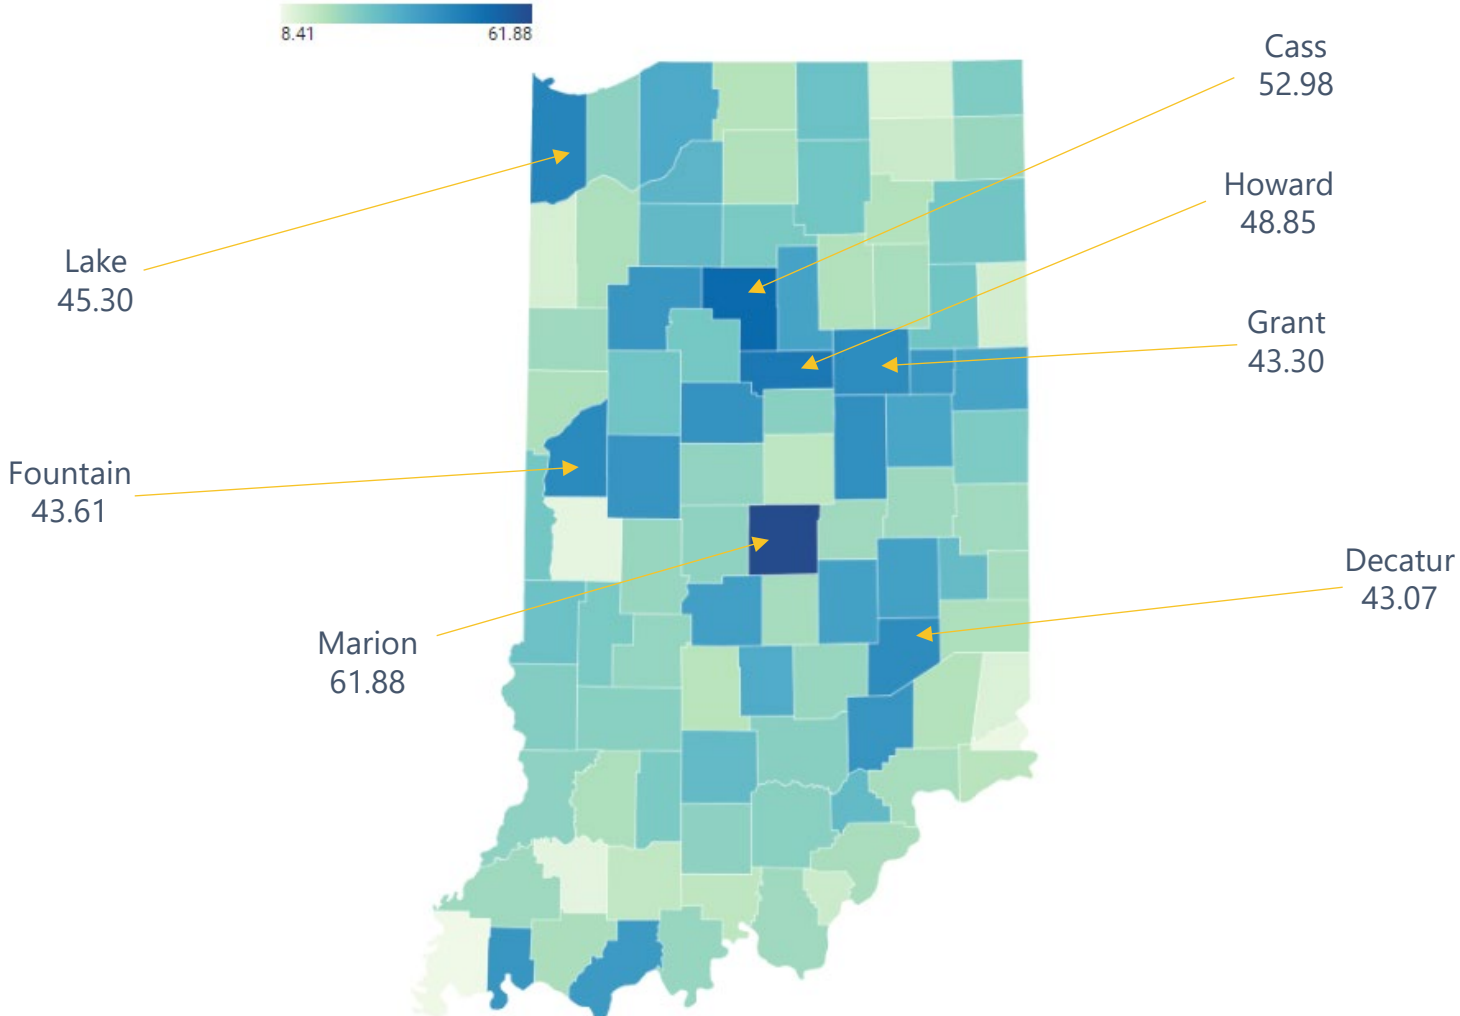 8.41
61.88
Cass
52.98
Howard
48.85
Lake
45.30
Grant
43.30
Fountain
43.61
Decatur
43.07
Marion
61.88